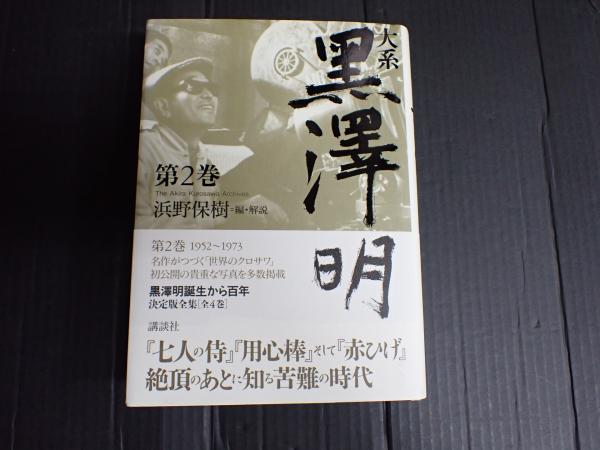 大系
黒澤明
第2巻
The Akira Kurosawa Archives
浜野保樹=編・解説
第2巻 1952〜1973
名作がつづく「世界のクロサワ」
初公開の貴重な写真を多数掲載
黒澤明誕生から百年
決定版全集[全4巻]
講談社
『七人の侍』『用心棒』そして『赤ひげ』
絶頂のあとに知る苦難の時代